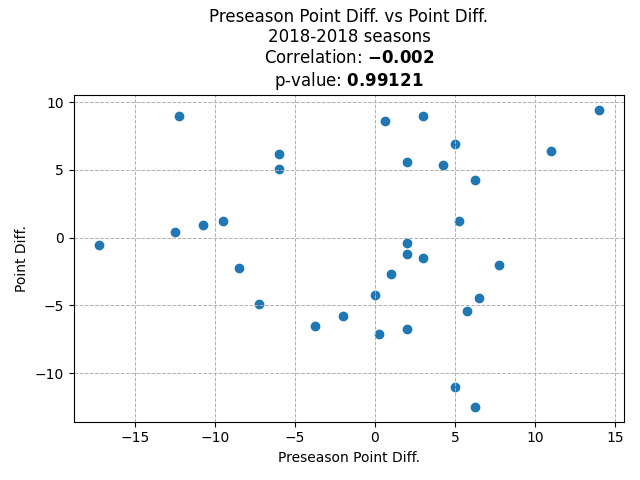 Preseason Point Diff. vs Point Diff.
2018-2018 seasons
Correlation: −0.002
p-value: 0.99121
10
5
0
−5
−10
Point Diff.
−15 −10 −5 0 5 10 15
Preseason Point Diff.